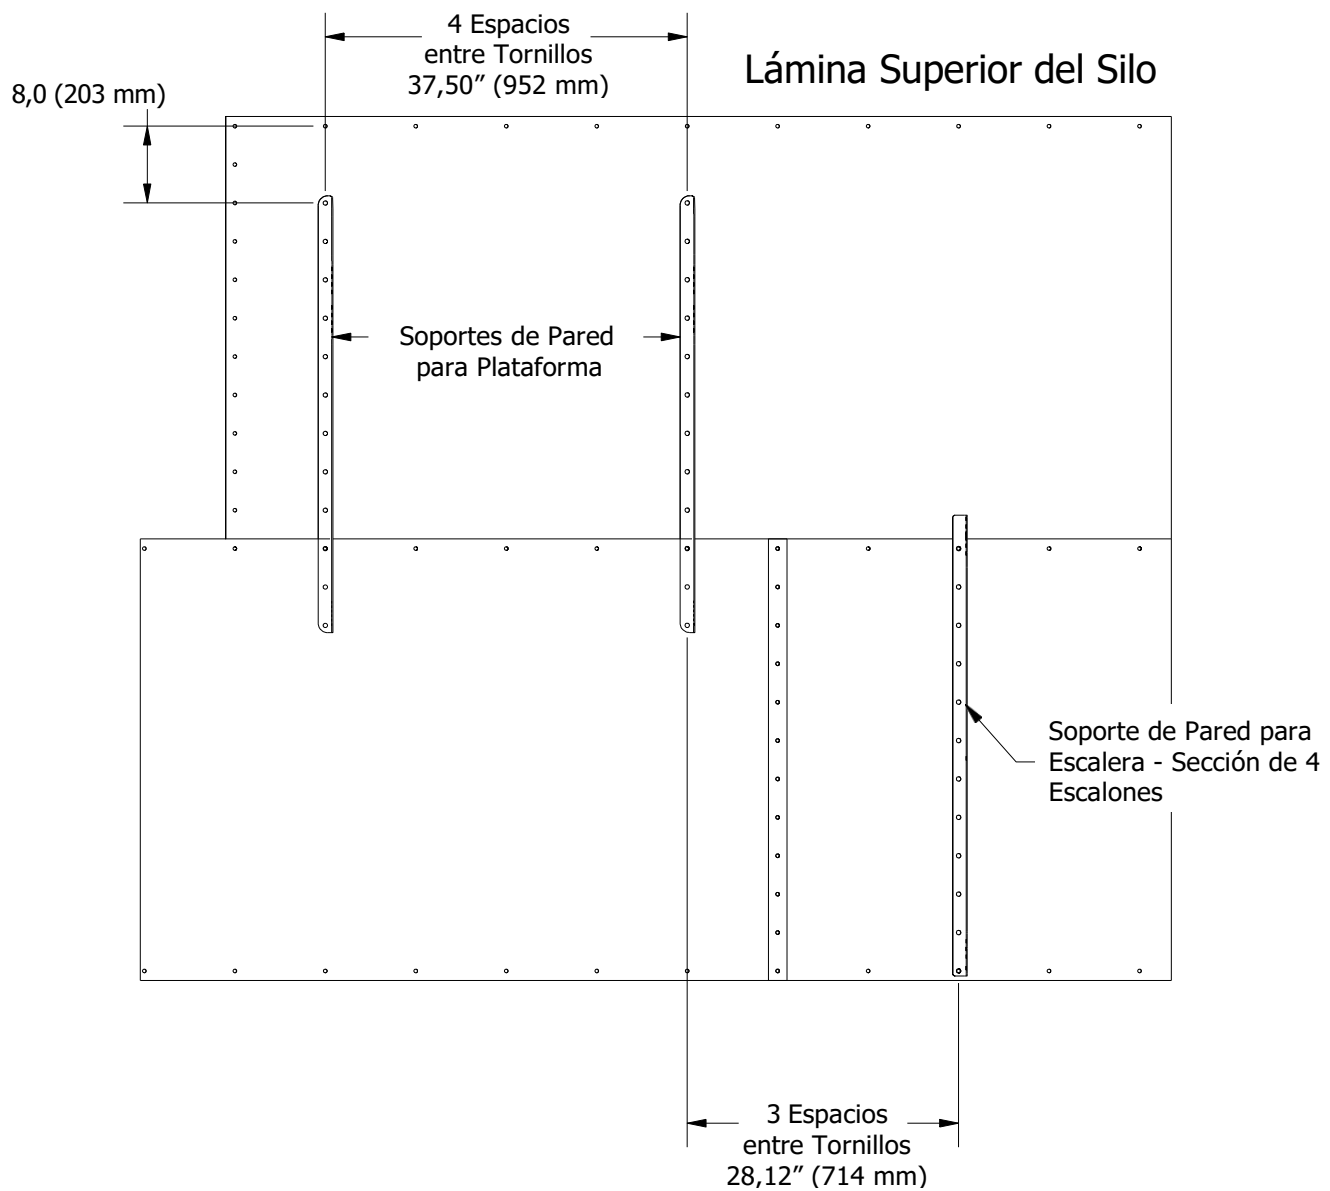 4 Espacios
entre Tornillos
37,50” (952 mm)
Lámina Superior del Silo
8,0 (203 mm)
Soportes de Pared
para Plataforma
Soporte de Pared para
Escalera - Sección de 4
Escalones
3 Espacios
entre Tornillos
28,12” (714 mm)